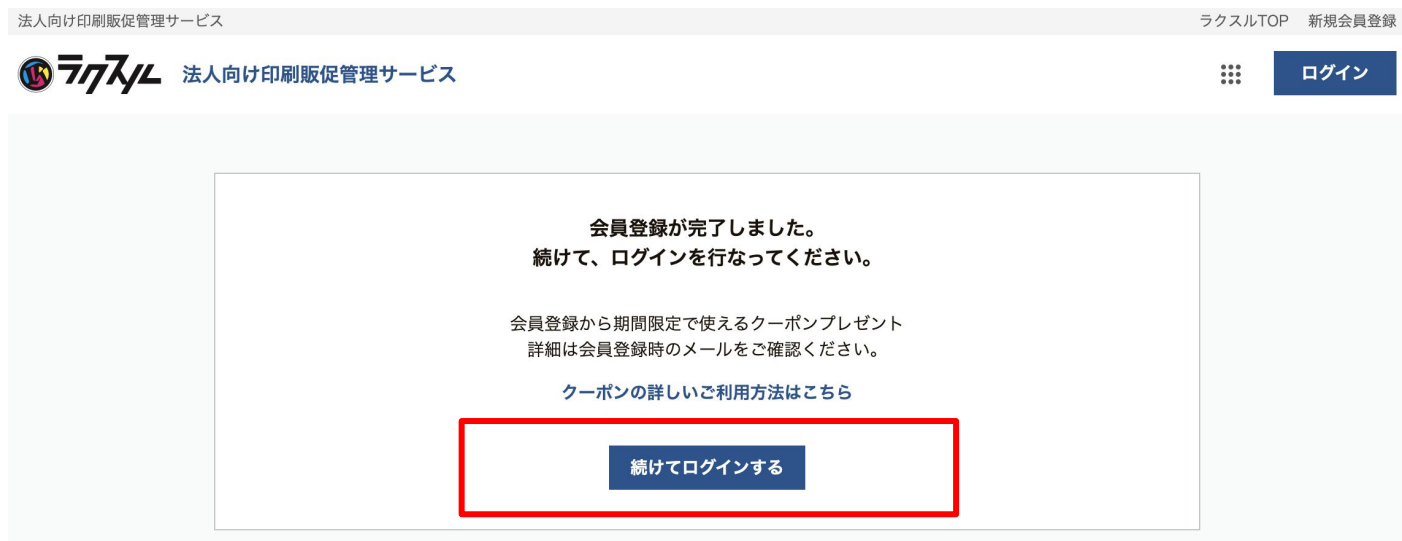 法人向け印刷販促管理サービス
ラクスルTOP 新規会員登録
ラクスル 法人向け印刷販促管理サービス
ログイン
会員登録が完了しました。
続けて、ログインを行なってください。
会員登録から期間限定で使えるクーポンプレゼント
詳細は会員登録時のメールをご確認ください。
クーポンの詳しいご利用方法はこちら
続けてログインする